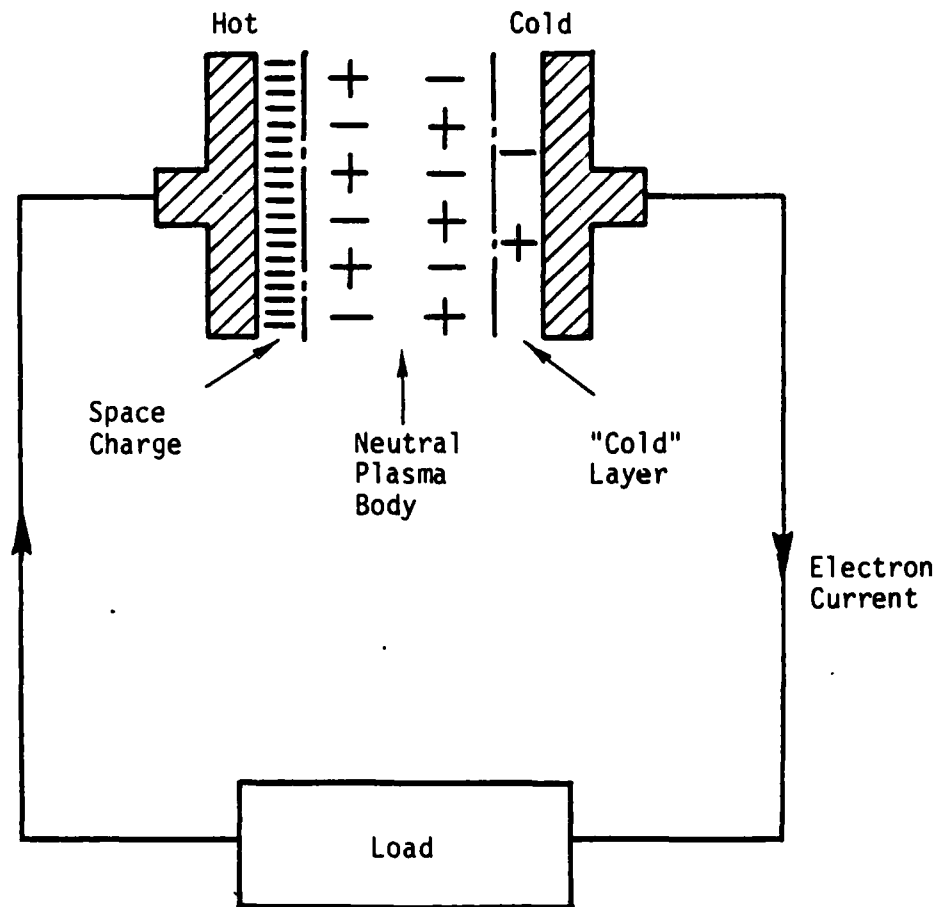 Hot
Cold
Space
Charge
Neutral
Plasma
Body
"Cold"
Layer
Electron
Current
Load